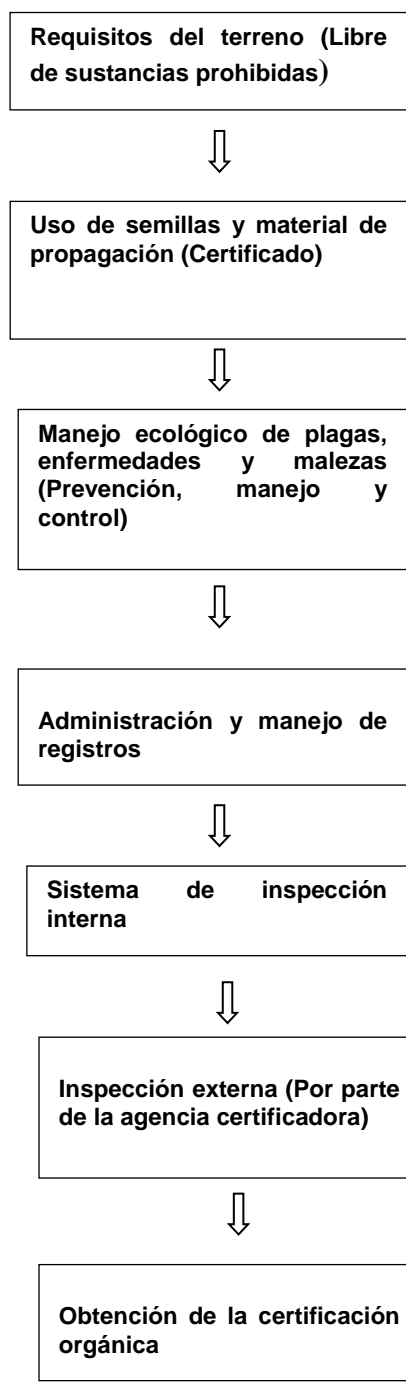 Requisitos del terreno (Libre
de sustancias prohibidas)
Uso de semillas y material de
propagación (Certificado)
Manejo ecológico de plagas,
enfermedades y malezas
(Prevención, manejo y
control)
Administración y manejo de
registros
Sistema de inspección
interna
Inspección externa (Por parte
de la agencia certificadora)
Obtención de la certificación
orgánica